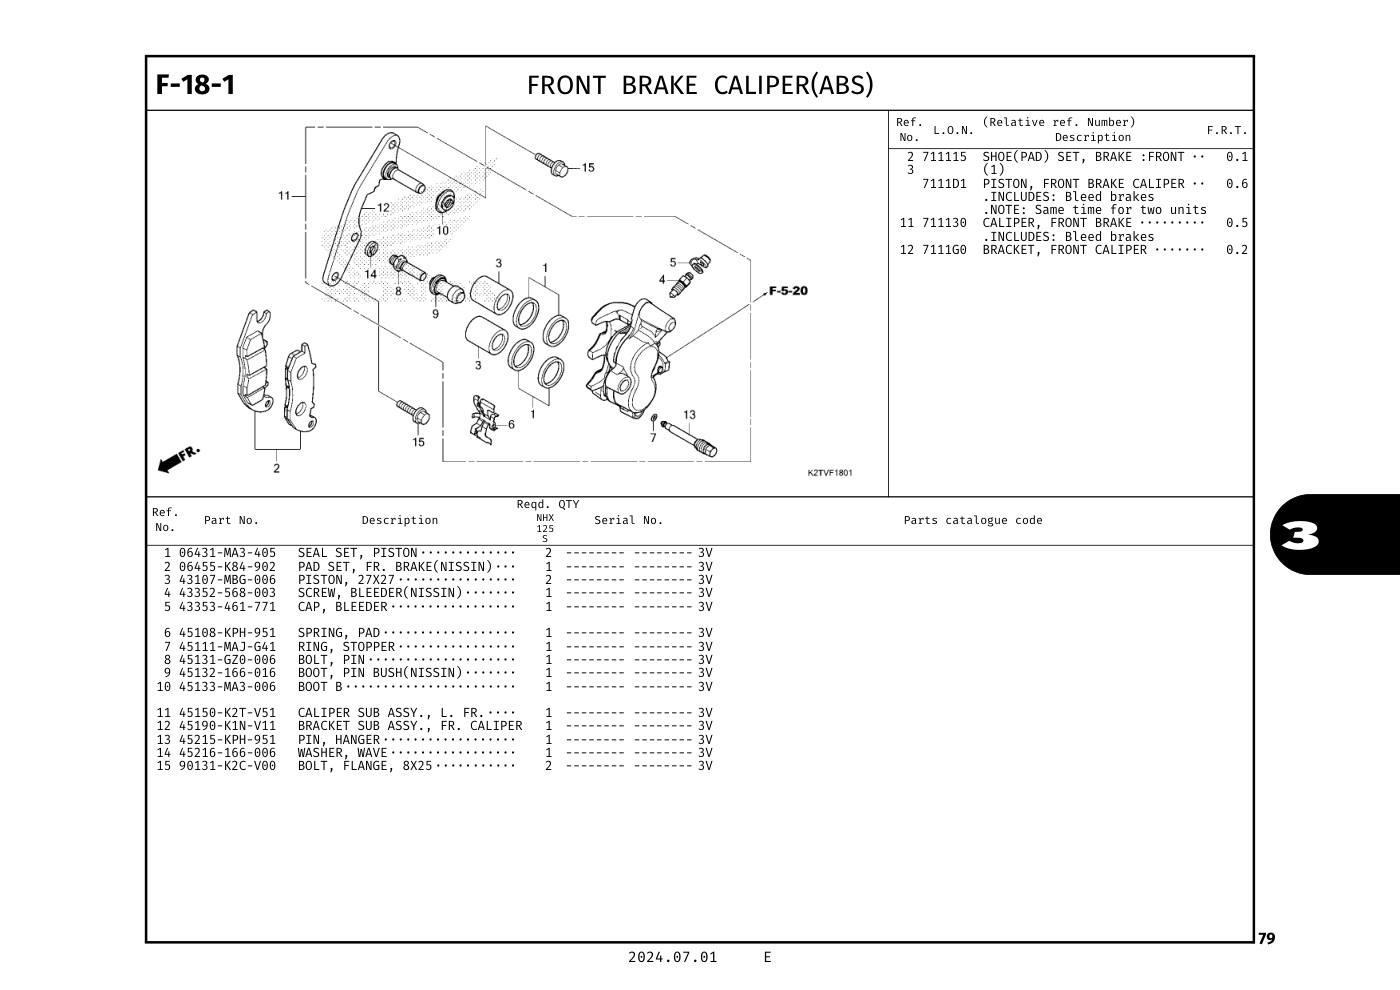 F-18-1
FRONT BRAKE CALIPER(ABS)
11
12
10
14
8
9
3
3
1
1
15
15
5
4
F-5-20
2
6
7
13
FR.
K2TVF1801
Ref. No. L.O.N. (Relative ref. Number) Description F.R.T.
2 711115 SHOE(PAD) SET, BRAKE :FRONT ·· 0.1
3 (1)
7111D1 PISTON, FRONT BRAKE CALIPER ·· 0.6
.INCLUDES: Bleed brakes
.NOTE: Same time for two units
11 711130 CALIPER, FRONT BRAKE ········· 0.5
.INCLUDES: Bleed brakes
12 7111G0 BRACKET, FRONT CALIPER ······· 0.2
Ref. No. Part No. Description Reqd. QTY NHX 125 S Serial No. Parts catalogue code
1 06431-MA3-405 SEAL SET, PISTON············· 2 -------- -------- 3V
2 06455-K84-902 PAD SET, FR. BRAKE(NISSIN)··· 1 -------- -------- 3V
3 43107-MBG-006 PISTON, 27X27················ 2 -------- -------- 3V
4 43352-568-003 SCREW, BLEEDER(NISSIN)······· 1 -------- -------- 3V
5 43353-461-771 CAP, BLEEDER················· 1 -------- -------- 3V
6 45108-KPH-951 SPRING, PAD·················· 1 -------- -------- 3V
7 45111-MAJ-G41 RING, STOPPER················ 1 -------- -------- 3V
8 45131-GZ0-006 BOLT, PIN···················· 1 -------- -------- 3V
9 45132-166-016 BOOT, PIN BUSH(NISSIN)······· 1 -------- -------- 3V
10 45133-MA3-006 BOOT B······················· 1 -------- -------- 3V
11 45150-K2T-V51 CALIPER SUB ASSY., L. FR.···· 1 -------- -------- 3V
12 45190-K1N-V11 BRACKET SUB ASSY., FR. CALIPER 1 -------- -------- 3V
13 45215-KPH-951 PIN, HANGER·················· 1 -------- -------- 3V
14 45216-166-006 WASHER, WAVE················· 1 -------- -------- 3V
15 90131-K2C-V00 BOLT, FLANGE, 8X25··········· 2 -------- -------- 3V
3
79
2024.07.01 E